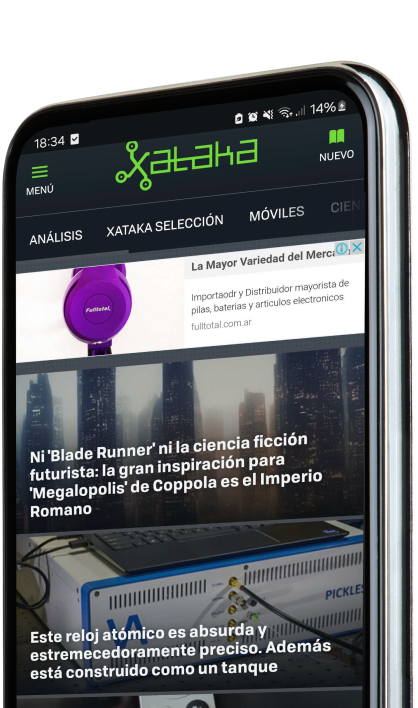 18:34
14%
MENÚ
xataka
NUEVO
ANÁLISIS
XATAKA SELECCIÓN
MÓVILES
CIEN
La Mayor Variedad del Merca
Fulltotal,
Importaodr y Distribuidor mayorista de
pilas, baterias y articulos electronicos
fulltotal.com.ar
Ni 'Blade Runner' ni la ciencia ficción
futurista: la gran inspiración para
'Megalopolis' de Coppola es el Imperio
Romano
PICKLES
Este reloj atómico es absurda y
estremecedoramente preciso. Además
está construido como un tanque